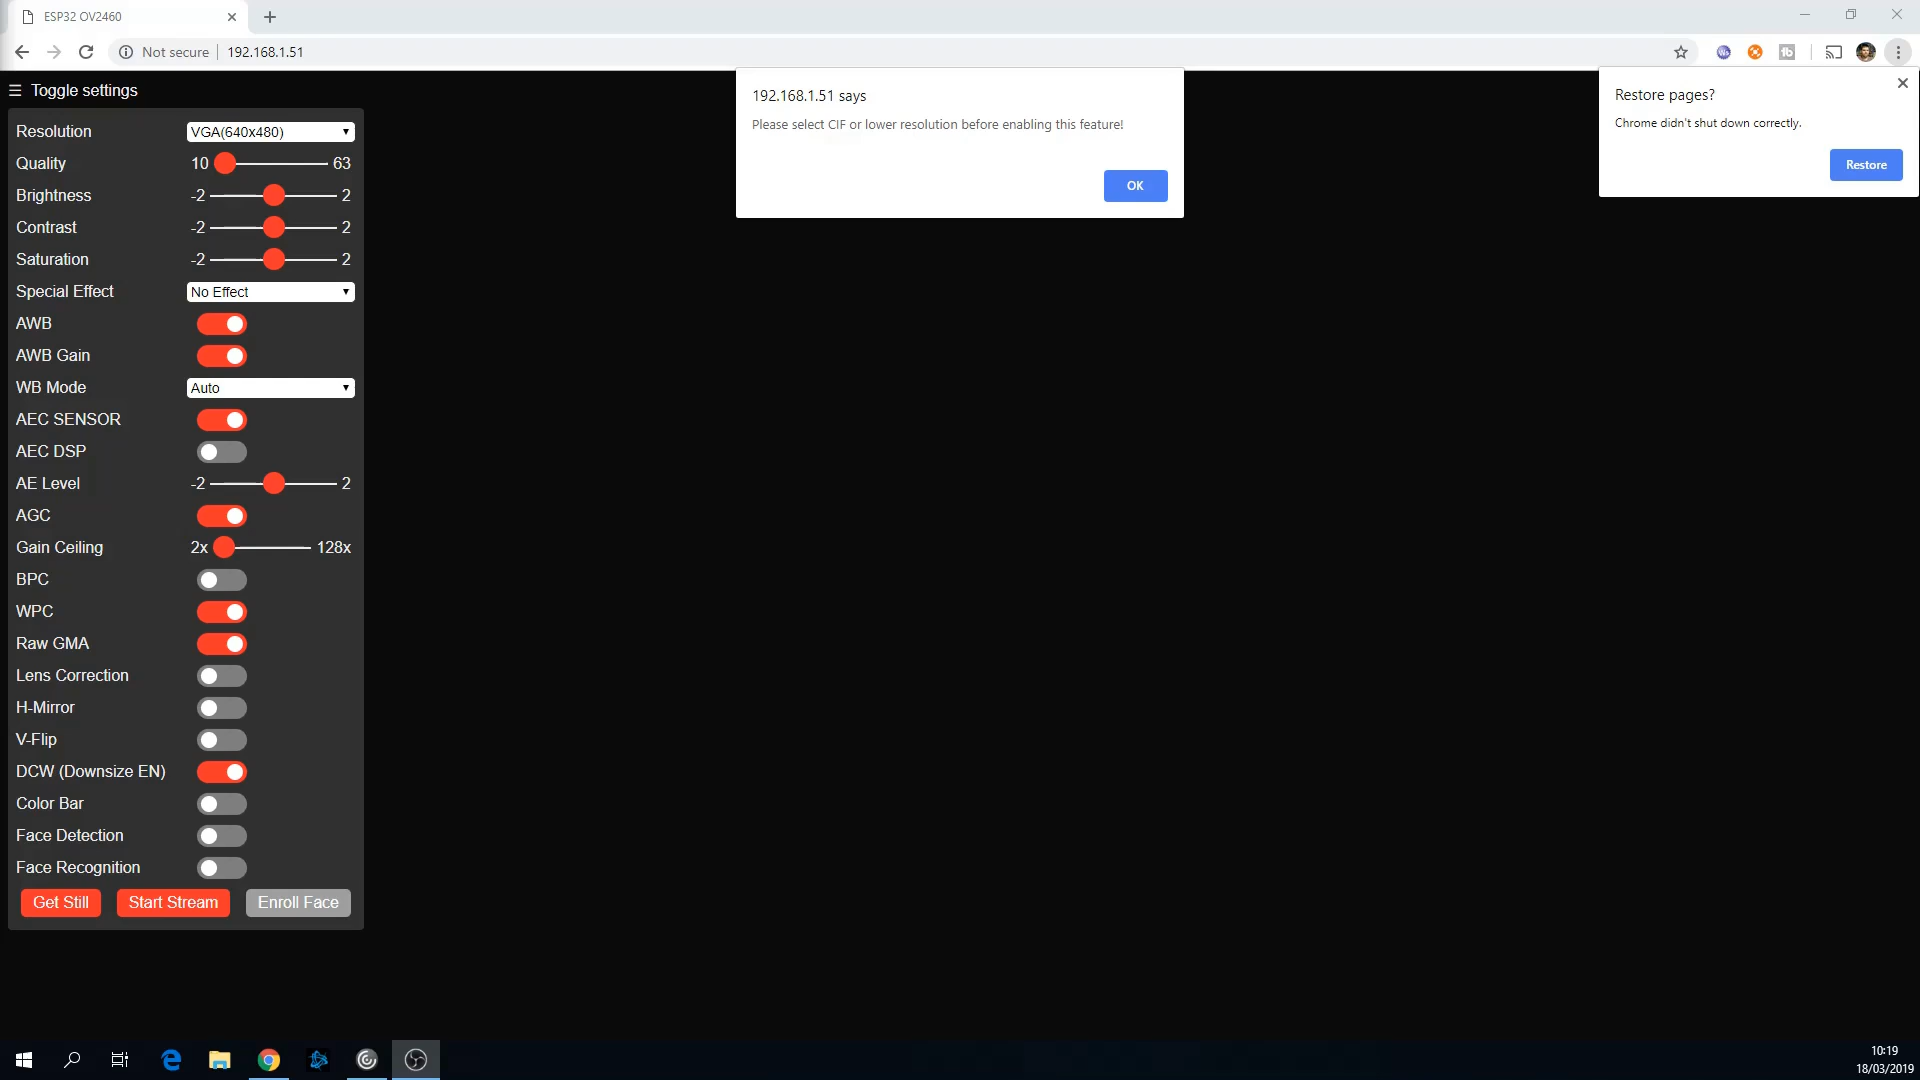 ESP32 OV2460
Not secure
192.168.1.51
Toggle settings
192.168.1.51 says
Please select CIF or lower resolution before enabling this feature!
OK
Restore pages?
Chrome didn't shut down correctly.
Restore
Resolution VGA(640x480)
Quality 10 63
Brightness -2 2
Contrast -2 2
Saturation -2 2
Special Effect No Effect
AWB
AWB Gain
WB Mode Auto
AEC SENSOR
AEC DSP
AE Level -2 2
AGC
Gain Ceiling 2x 128x
BPC
WPC
Raw GMA
Lens Correction
H-Mirror
V-Flip
DCW (Downsize EN)
Color Bar
Face Detection
Face Recognition
Get Still Start Stream Enroll Face
10:19
18/03/2019